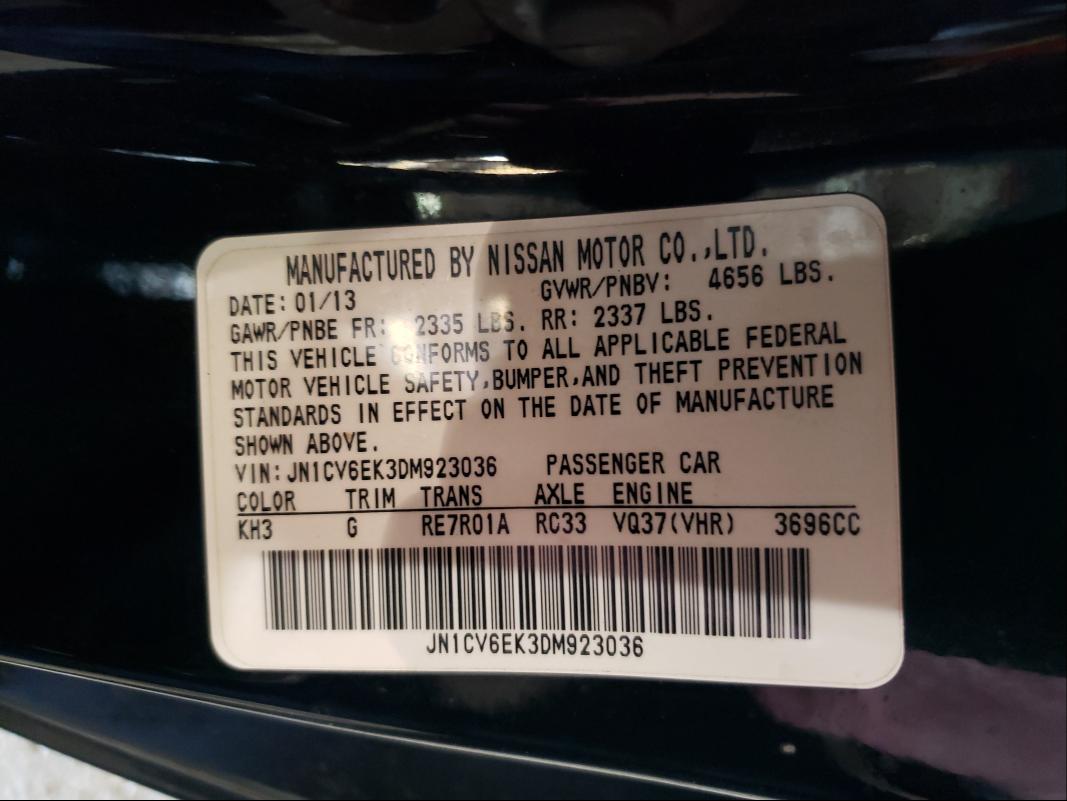 MANUFACTURED BY NISSAN MOTOR CO.,LTD.
DATE: 01/13 GVWR/PNBV: 4656 LBS.
GAWR/PNBE FR: 2335 LBS. RR: 2337 LBS.
THIS VEHICLE CONFORMS TO ALL APPLICABLE FEDERAL
MOTOR VEHICLE SAFETY,BUMPER,AND THEFT PREVENTION
STANDARDS IN EFFECT ON THE DATE OF MANUFACTURE
SHOWN ABOVE.
VIN:JN1CV6EK3DM923036 PASSENGER CAR
COLOR TRIM TRANS AXLE ENGINE
KH3 G RE7R01A RC33 VQ37(VHR) 3696CC
JN1CV6EK3DM923036